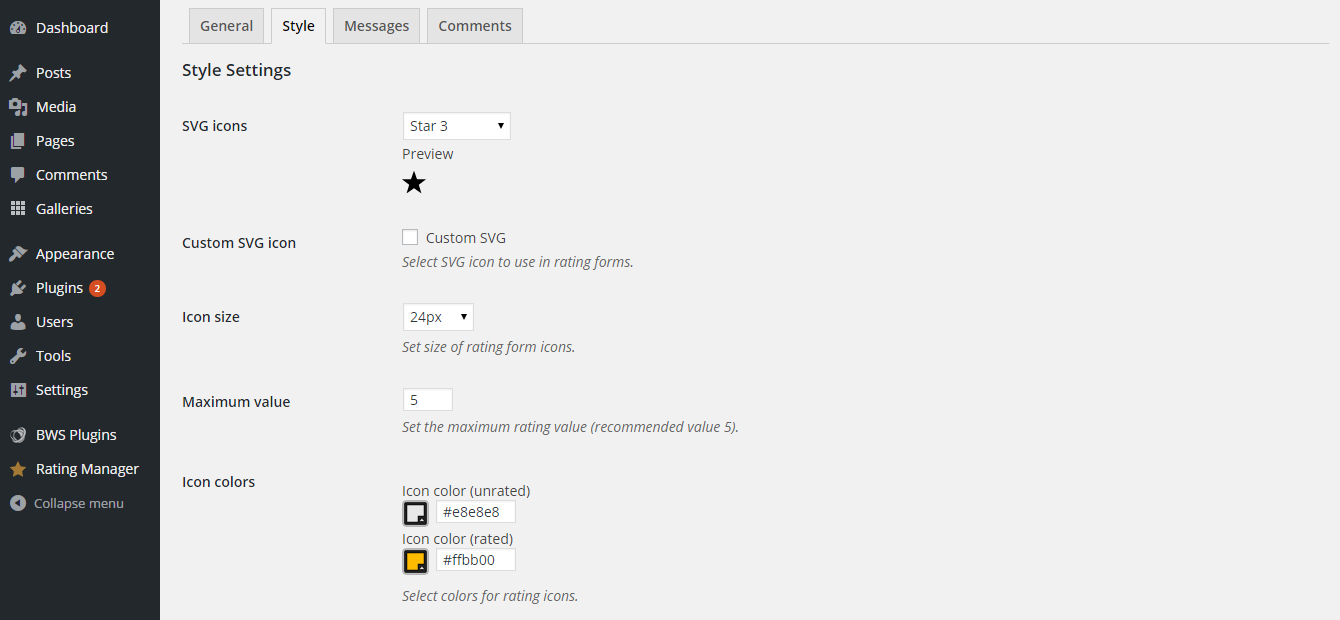 Dashboard
Posts
Media
Pages
Comments
Galleries
Appearance
Plugins 2
Users
Tools
Settings
BWS Plugins
Rating Manager
Collapse menu
General Style Messages Comments
Style Settings
SVG icons Star 3
Preview
Custom SVG icon Custom SVG
Select SVG icon to use in rating forms.
Icon size 24px
Set size of rating form icons.
Maximum value 5
Set the maximum rating value (recommended value 5).
Icon colors
Icon color (unrated)
#e8e8e8
Icon color (rated)
#ffbb00
Select colors for rating icons.